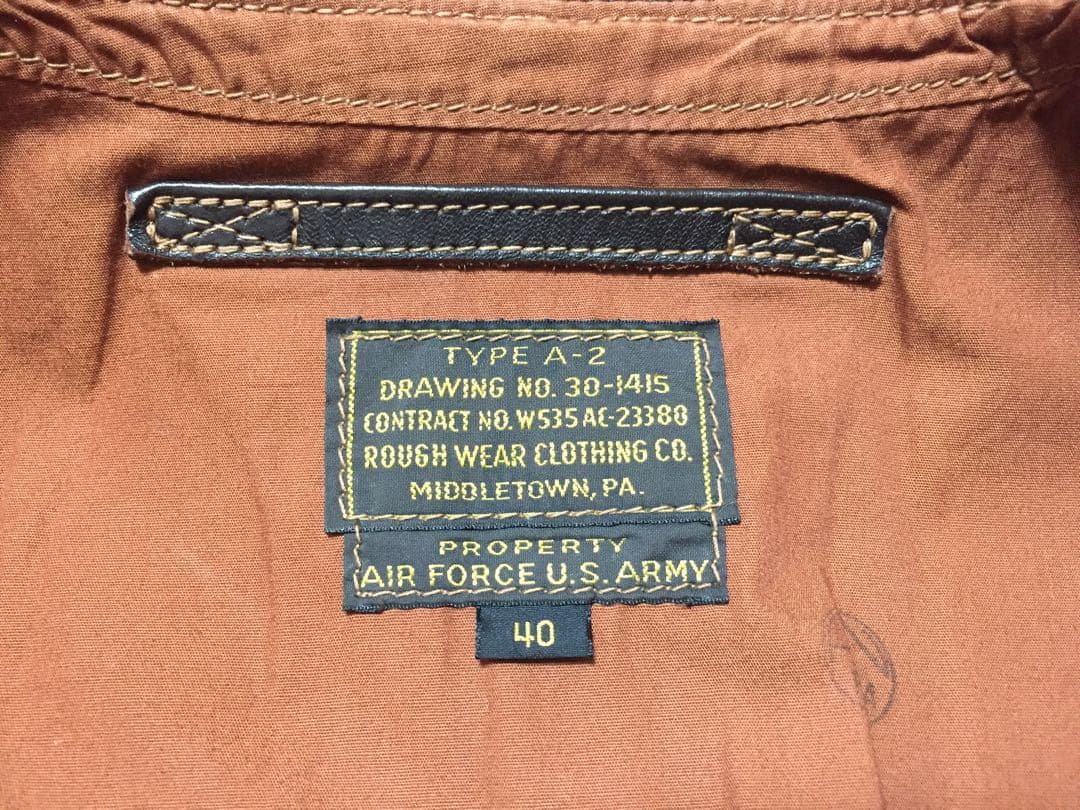 TYPE A-2
DRAWING NO. 30-1415
CONTRACT NO. W535 AC-23380
ROUGH WEAR CLOTHING CO.
MIDDLETOWN, PA.
PROPERTY
AIR FORCE U.S. ARMY
40